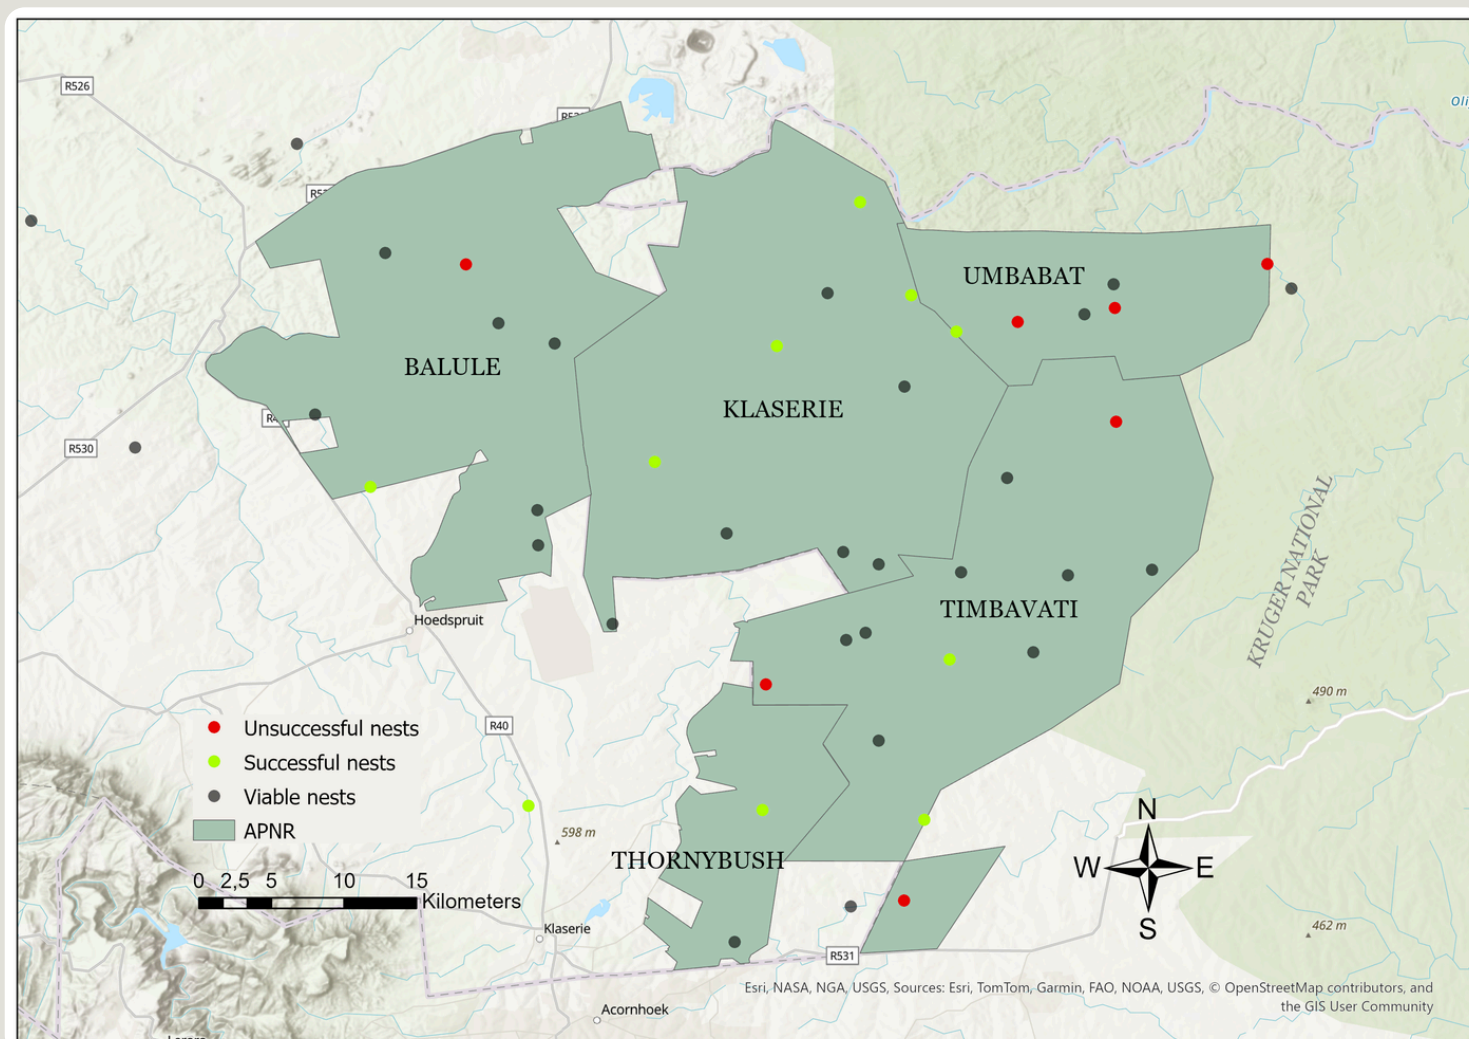 R526
Oli
UMBABAT
BALULE
KLASERIE
R530
KRUGER NATIONAL
PARK
TIMBAVATI
Hoedspruit
490 m
R40
Unsuccessful nests
Successful nests
Viable nests
APNR
598 m
THORNYBUSH
N
W E
S
0 2,5 5 10 15
Kilometers
Klaserie
462 m
R531
Esri, NASA, NGA, USGS, Sources: Esri, TomTom, Garmin, FAO, NOAA, USGS, © OpenStreetMap contributors, and
the GIS User Community
Acornhoek